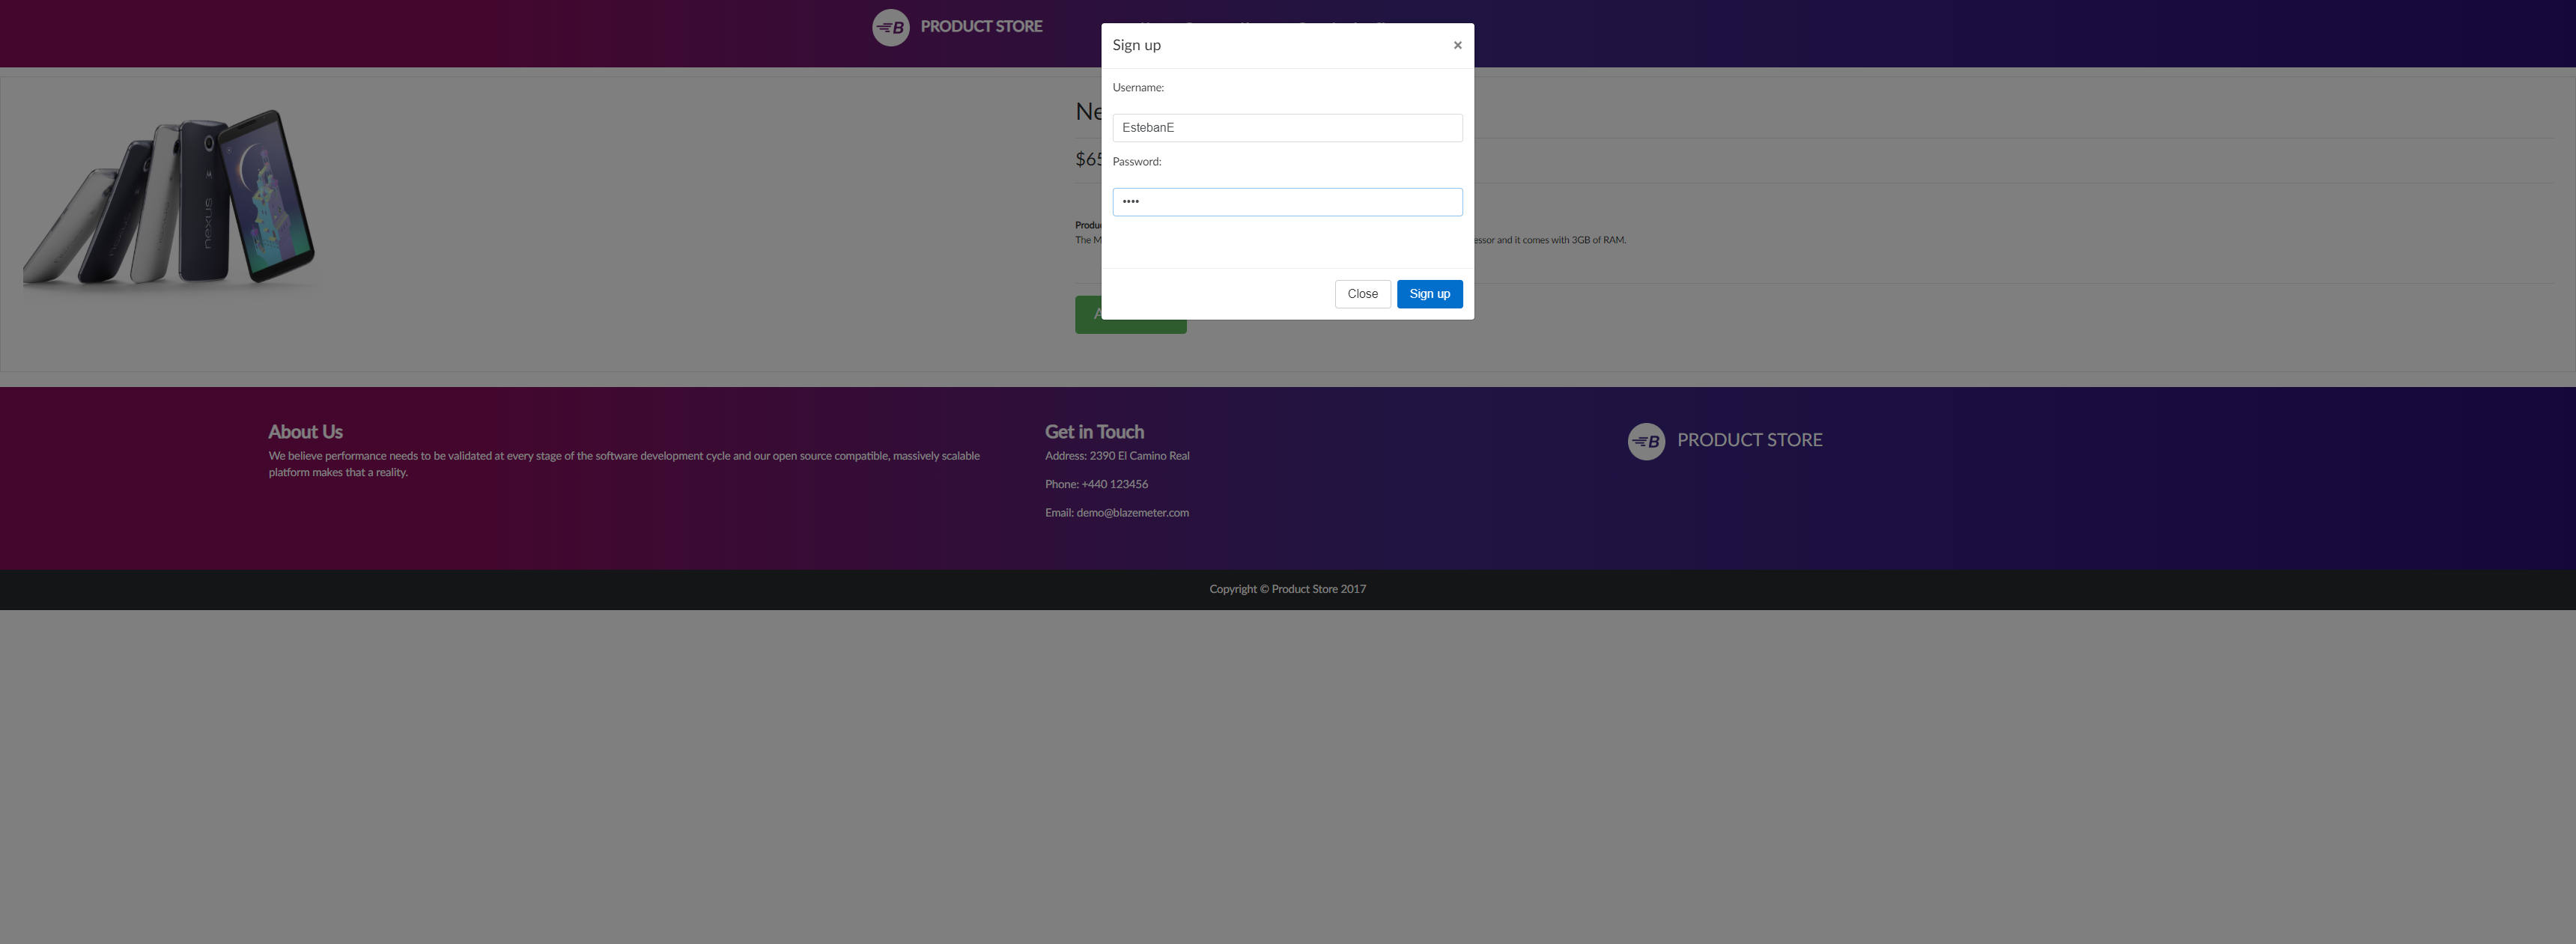 PRODUCT STORE
Sign up
×
Username:
EstebanE
Password:
••••
Close
Sign up
Ne
$65
Produc
The M
essor and it comes with 3GB of RAM.
A
About Us
We believe performance needs to be validated at every stage of the software development cycle and our open source compatible, massively scalable
platform makes that a reality.
Get in Touch
Address: 2390 El Camino Real
Phone: +440 123456
Email: demo@blazemeter.com
PRODUCT STORE
Copyright © Product Store 2017